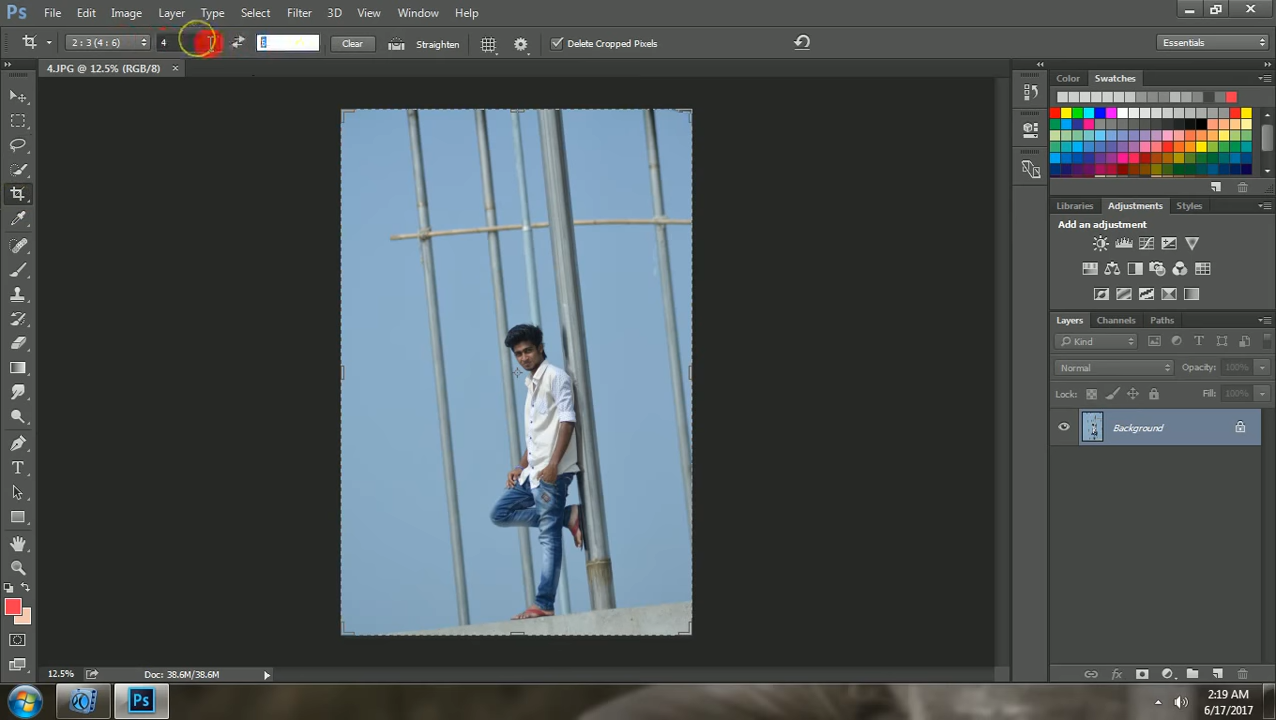 Ps File Edit Image Layer Type Select Filter 3D View Window Help
2 : 3 (4 : 6) 4 Clear Straighten Delete Cropped Pixels Essentials
4.JPG @ 12.5% (RGB/8) ×
Color Swatches
Libraries Adjustments Styles
Add an adjustment
Layers Channels Paths
Kind
Normal Opacity: 100%
Lock: Fill: 100%
Background
12.5% Doc: 38.6M/38.6M
Ps 2:19 AM
6/17/2017